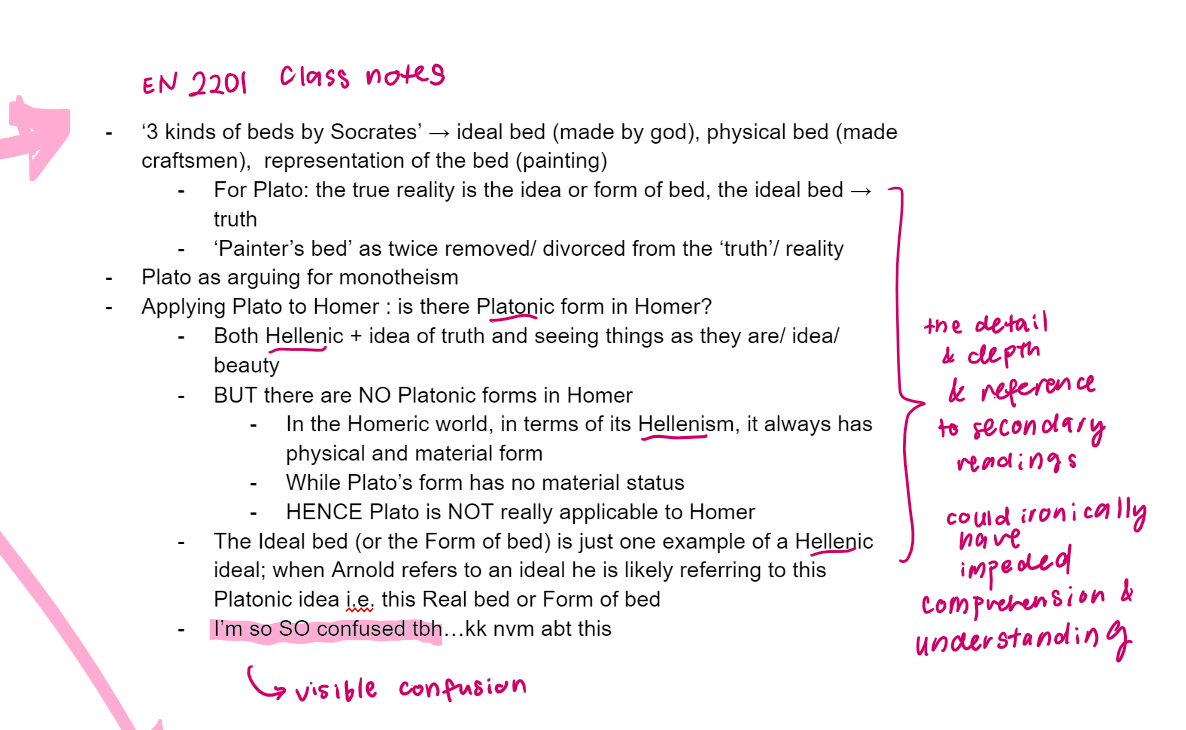 EN 2201 Class notes
- ‘3 kinds of beds by Socrates’ → ideal bed (made by god), physical bed (made
craftsmen), representation of the bed (painting)
- For Plato: the true reality is the idea or form of bed, the ideal bed →
truth
- ‘Painter’s bed’ as twice removed/ divorced from the ‘truth’/ reality
- Plato as arguing for monotheism
- Applying Plato to Homer : is there Platonic form in Homer?
- Both Hellenic + idea of truth and seeing things as they are/ idea/
beauty
- BUT there are NO Platonic forms in Homer
- In the Homeric world, in terms of its Hellenism, it always has
physical and material form
- While Plato’s form has no material status
- HENCE Plato is NOT really applicable to Homer
- The Ideal bed (or the Form of bed) is just one example of a Hellenic
ideal; when Arnold refers to an ideal he is likely referring to this
Platonic idea i.e. this Real bed or Form of bed
- I’m so SO confused tbh…kk nvm abt this
visible confusion
the detail
& depth
& reference
to secondary
readings
could ironically
have
impeded
comprehension &
understanding